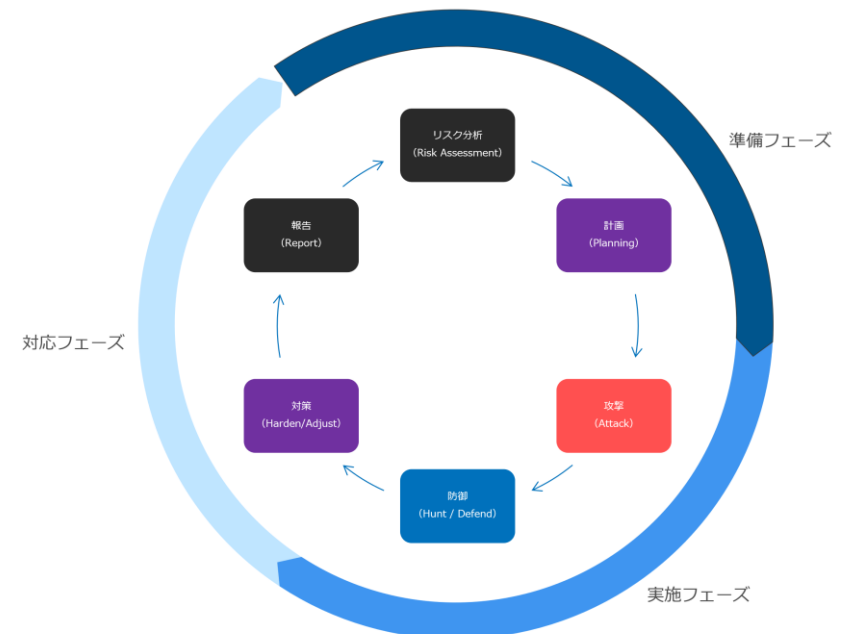 リスク分析
(Risk Assessment)
準備フェーズ
報告
(Report)
計画
(Planning)
対応フェーズ
対策
(Harden/Adjust)
攻撃
(Attack)
防御
(Hunt / Defend)
実施フェーズ